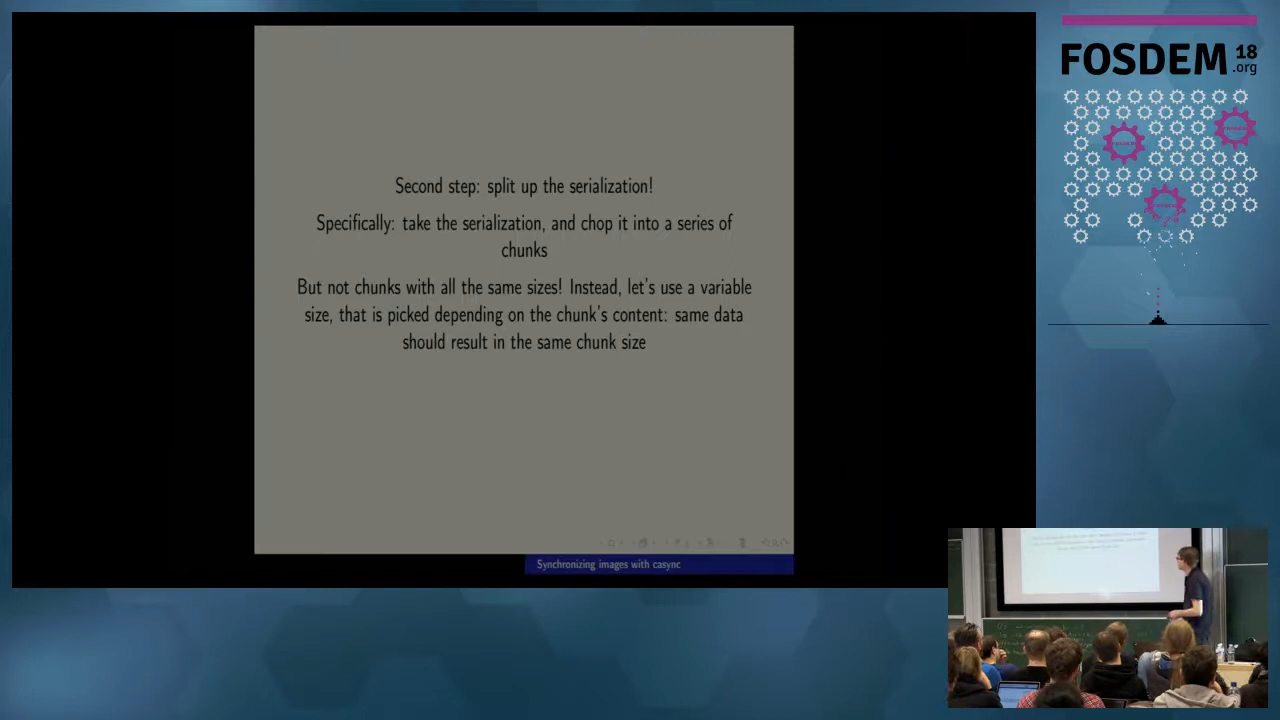 Second step: split up the serialization!
Specifically: take the serialization, and chop it into a series of
chunks
But not chunks with all the same sizes! Instead, let's use a variable
size, that is picked depending on the chunk's content: same data
should result in the same chunk size
Synchronizing images with casync
FOSDEM 18
.org